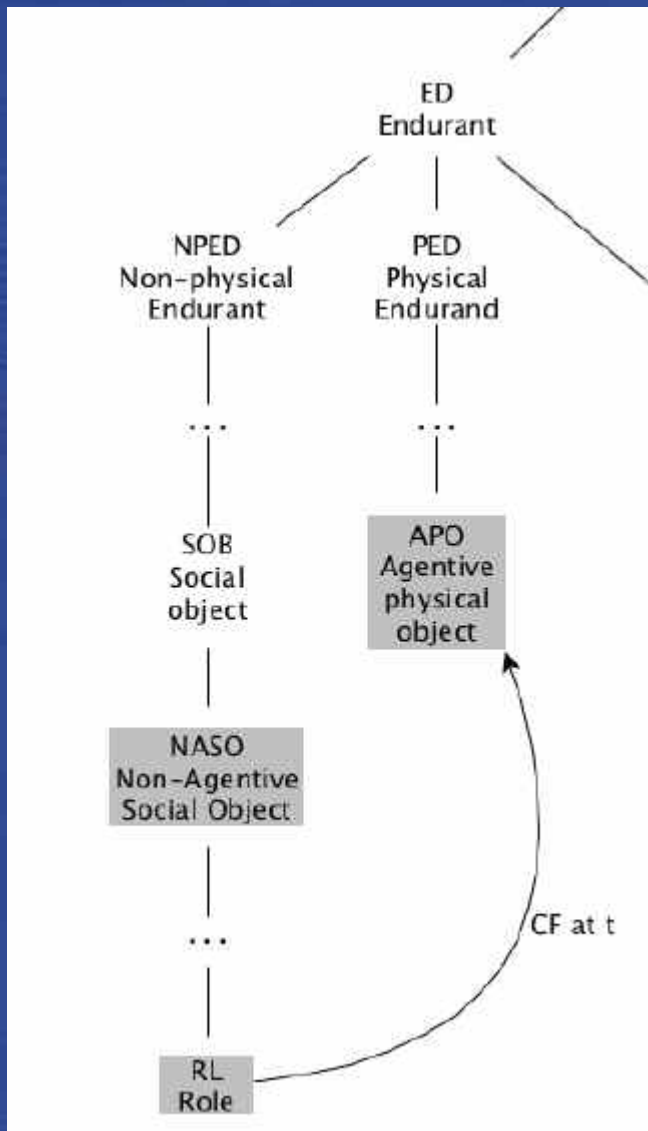 ED
Endurant
NPED
Non-physical
Endurant
PED
Physical
Endurand
...
...
SOB
Social
object
APO
Agentive
physical
object
NASO
Non-Agentive
Social Object
CF at t
...
RL
Role